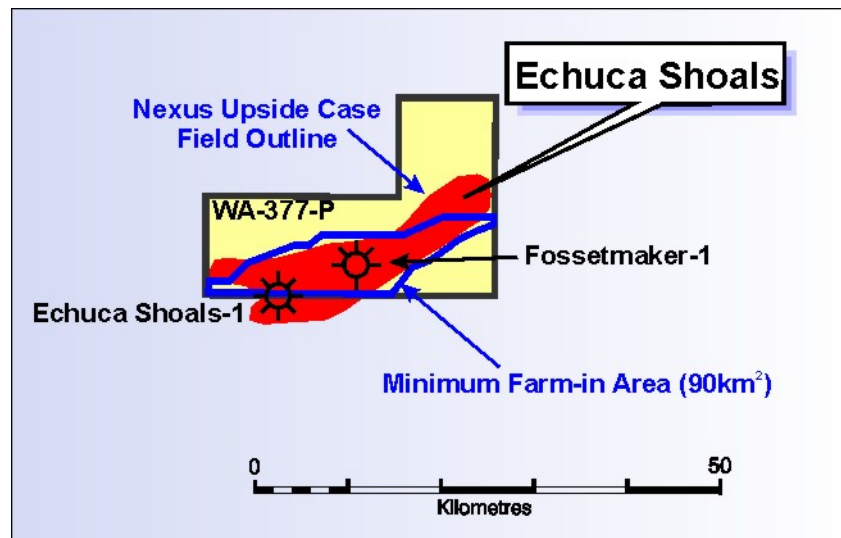 Echuca Shoals
Nexus Upside Case
Field Outline
WA-377-P
Fossetmaker-1
Echuca Shoals-1
Minimum Farm-in Area (90km²)
0 50
Kilometres